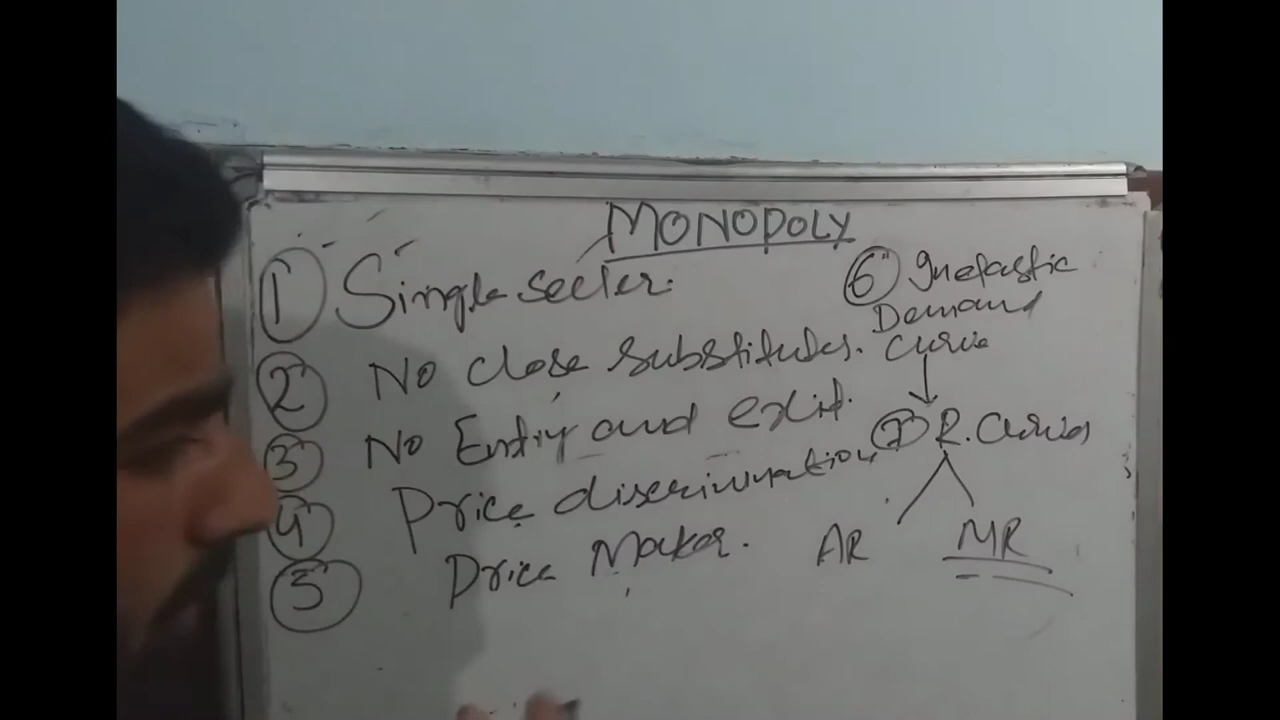 MONOPOLY
① Single seller.
② No close substitutes.
③ No Entry and exit.
④ Price discrimination
⑤ Price Maker.
⑥ Inelastic
Demand
curve
⑦ R. Curves
AR MR